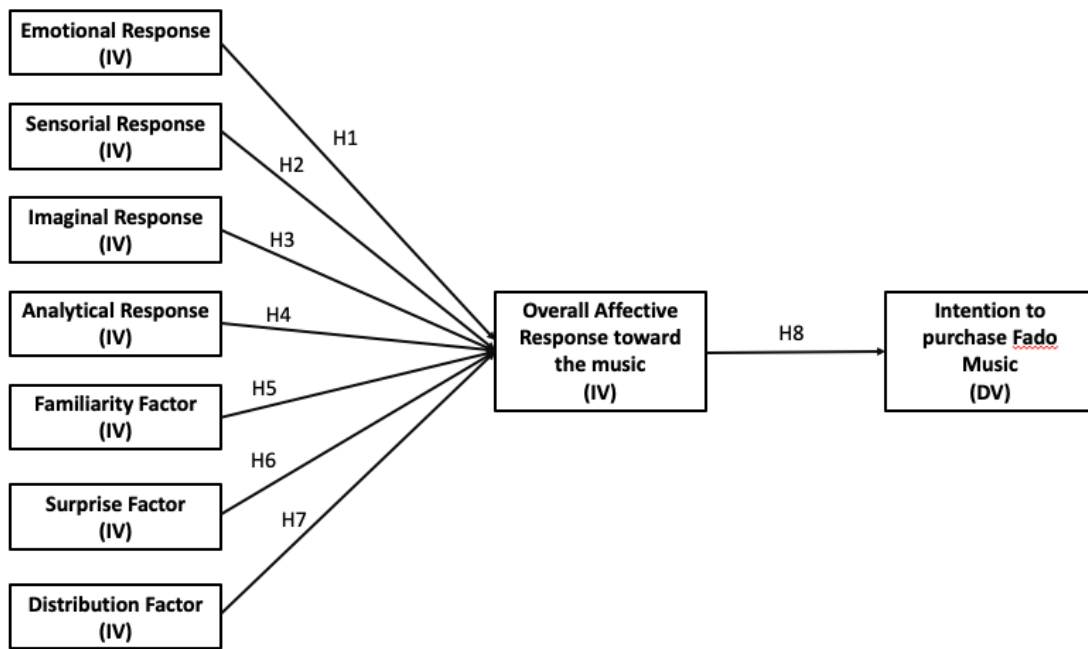 Emotional Response
(IV)
Sensorial Response
(IV)
Imaginal Response
(IV)
Analytical Response
(IV)
Familiarity Factor
(IV)
Surprise Factor
(IV)
Distribution Factor
(IV)
H1
H2
H3
H4
H5
H6
H7
Overall Affective
Response toward
the music
(IV)
H8
Intention to
purchase Fado
Music
(DV)